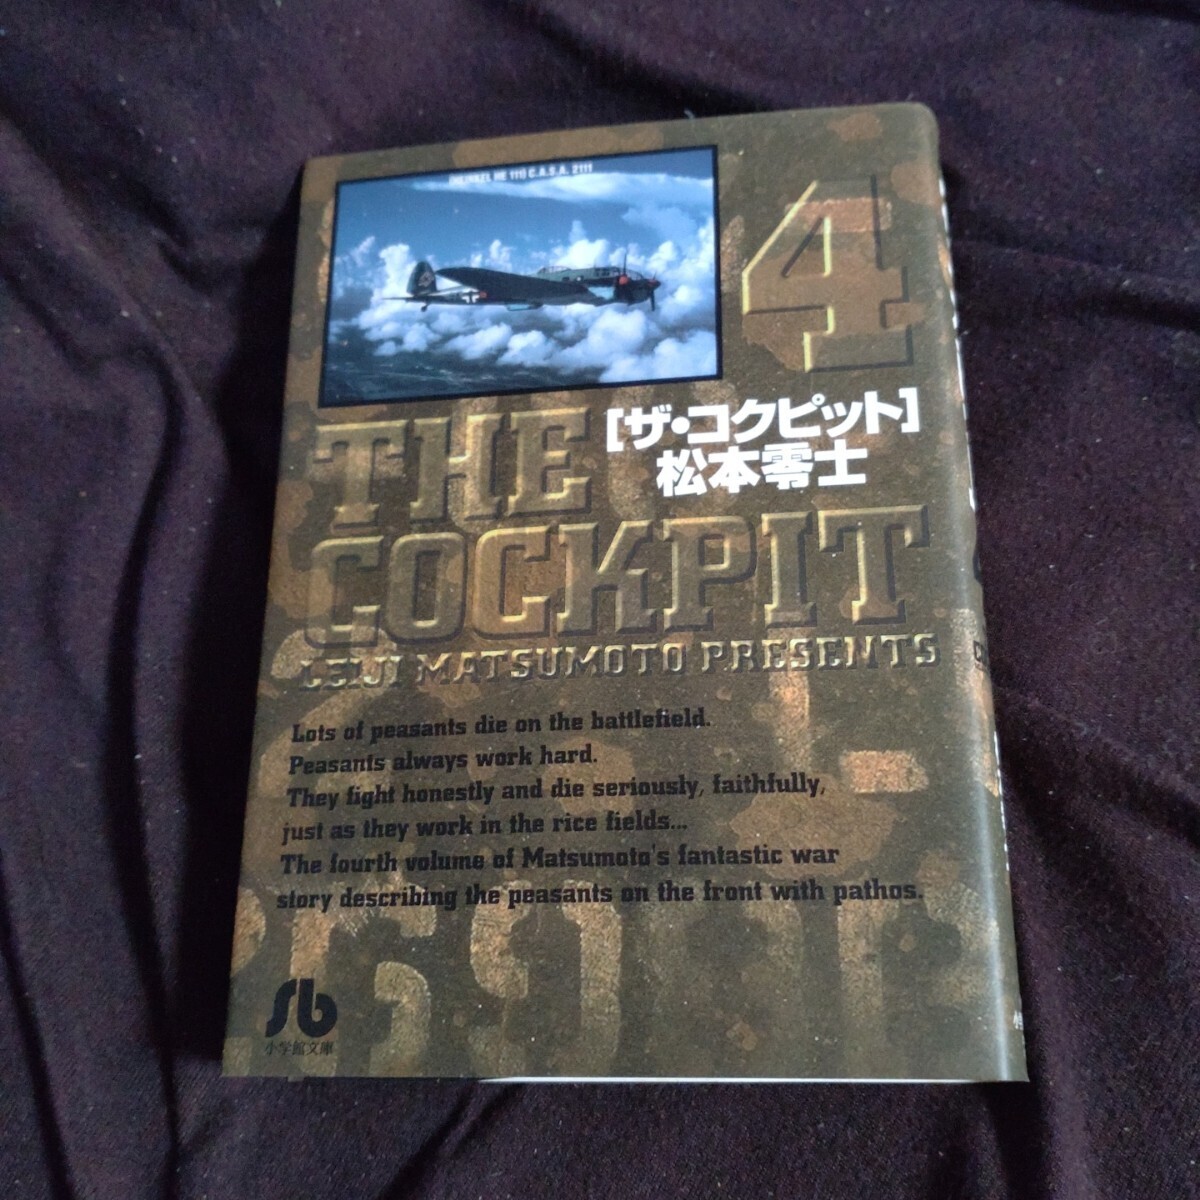 (HEINKEL HE 111) C.A.S.A. 2111
4
[ザ・コクピット]
松本零士
THE
COCKPIT
LEIJI MATSUMOTO PRESENTS
Lots of peasants die on the battlefield.
Peasants always work hard.
They fight honestly and die seriously, faithfully,
just as they work in the rice fields...
The fourth volume of Matsumoto's fantastic war
story describing the peasants on the front with pathos.
sb
小学館文庫